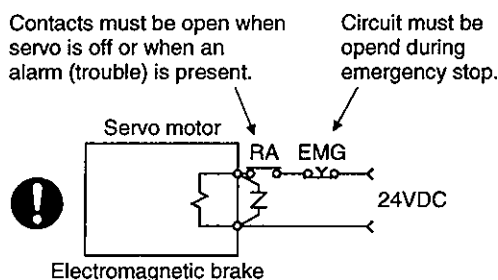 Contacts must be open when
servo is off or when an
alarm (trouble) is present.
Circuit must be
opend during
emergency stop.
Servo motor
RA EMG
24VDC
Electromagnetic brake